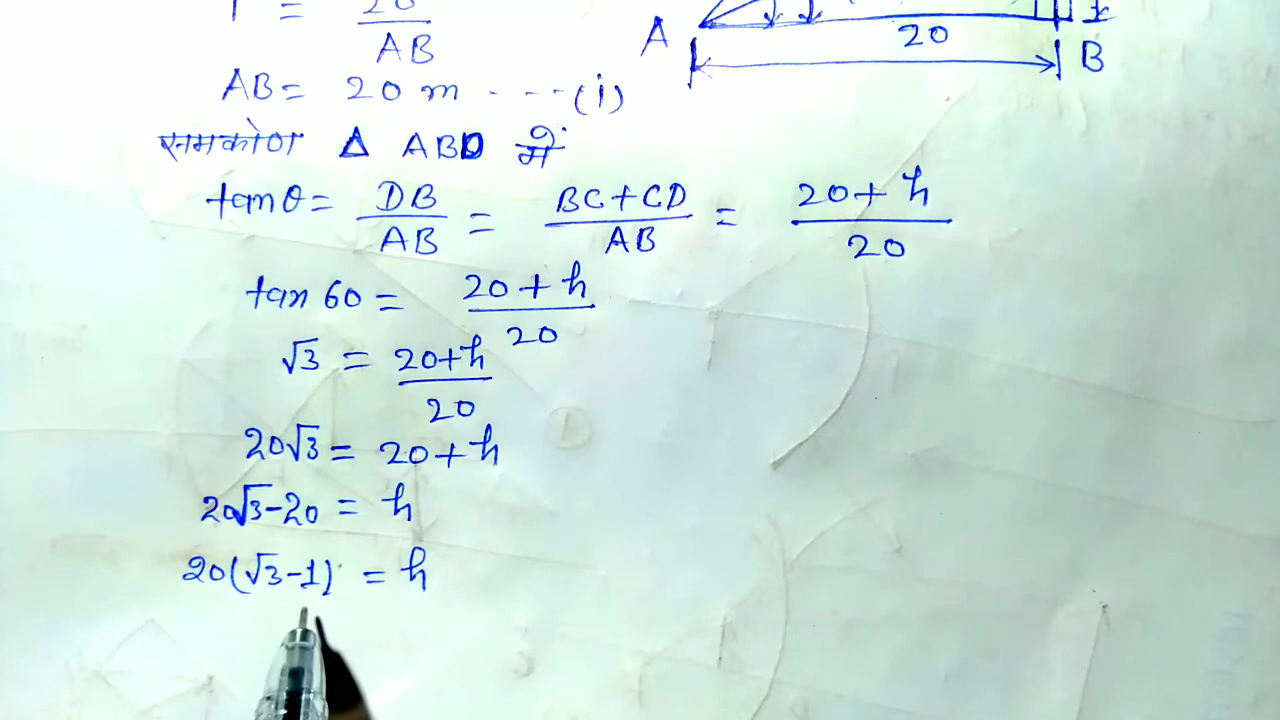 = 20/AB
A 20
AB = 20 m - - - (i) B
समकोण Δ ABD में
tanθ = DB/AB = BC+CD/AB = 20+h/20
tan 60 = 20+h/20
√3 = 20+h/20
20√3 = 20+h
20√3-20 = h
20(√3-1) = h